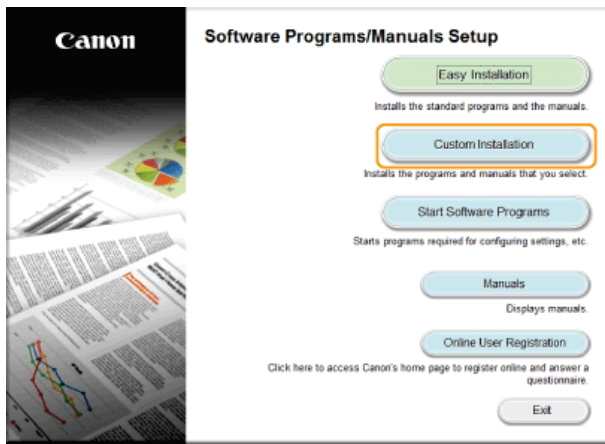 Canon
Software Programs/Manuals Setup
Easy Installation
Installs the standard programs and the manuals.
Custom Installation
Installs the programs and manuals that you select.
Start Software Programs
Starts programs required for configuring settings, etc.
Manuals
Displays manuals.
Online User Registration
Click here to access Canon's home page to register online and answer a
questionnaire.
Exit